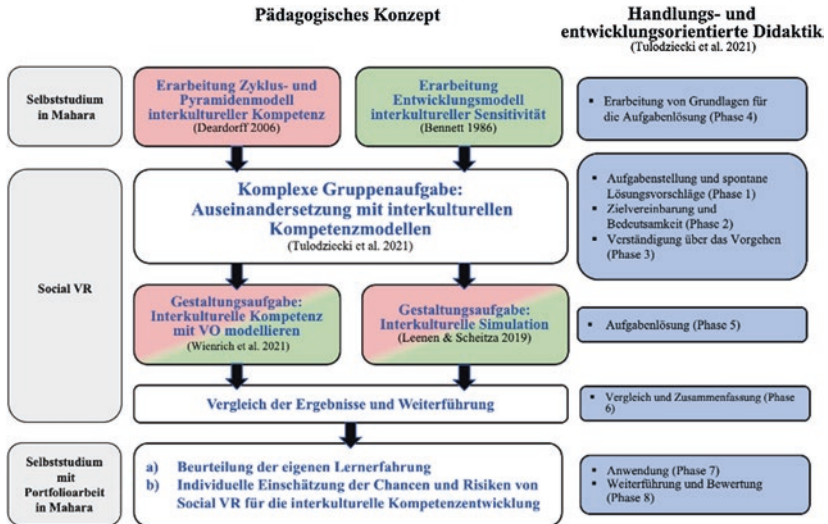 Pädagogisches Konzept
Handlungs- und
entwicklungsorientierte Didaktik
(Tulodziecki et al. 2021)
Selbststudium
in Mahara
Erarbeitung Zyklus- und
Pyramidenmodell
interkultureller Kompetenz
(Deardorff 2006)
Erarbeitung
Entwicklungsmodell
interkultureller Sensitivität
(Bennett 1986)
▪ Erarbeitung von Grundlagen für
die Aufgabenlösung (Phase 4)
Social VR
Komplexe Gruppenaufgabe:
Auseinandersetzung mit interkulturellen
Kompetenzmodellen
(Tulodziecki et al. 2021)
▪ Aufgabenstellung und spontane
Lösungsvorschläge (Phase 1)
▪ Zielvereinbarung und
Bedeutsamkeit (Phase 2)
▪ Verständigung über das Vorgehen
(Phase 3)
Gestaltungsaufgabe:
Interkulturelle Kompetenz
mit VO modellieren
(Wienrich et al. 2021)
Gestaltungsaufgabe:
Interkulturelle Simulation
(Leenen & Scheitza 2019)
▪ Aufgabenlösung (Phase 5)
Vergleich der Ergebnisse und Weiterführung
▪ Vergleich und Zusammenfassung (Phase
6)
Selbststudium
mit
Portfolioarbeit
in Mahara
a) Beurteilung der eigenen Lernerfahrung
b) Individuelle Einschätzung der Chancen und Risiken von
Social VR für die interkulturelle Kompetenzentwicklung
▪ Anwendung (Phase 7)
▪ Weiterführung und Bewertung
(Phase 8)